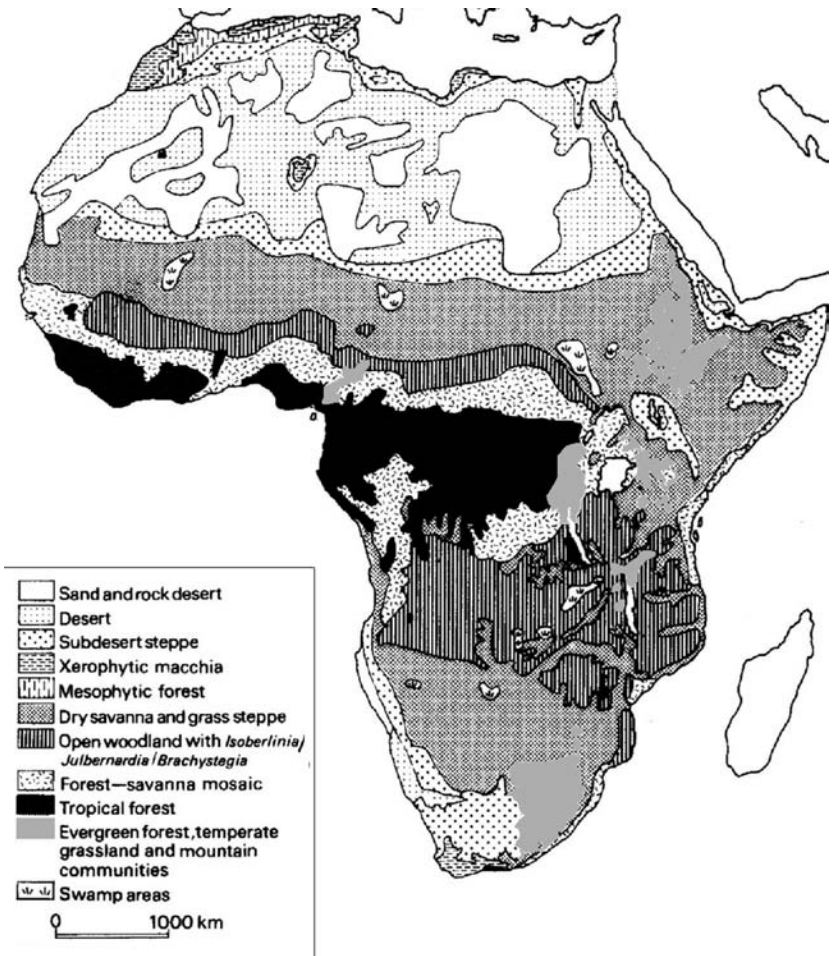 Sand and rock desert
Desert
Subdesert steppe
Xerophytic macchia
Mesophytic forest
Dry savanna and grass steppe
Open woodland with Isoberlinia/
Julbernardia/Brachystegia
Forest—savanna mosaic
Tropical forest
Evergreen forest, temperate
grassland and mountain
communities
Swamp areas
0 1000 km